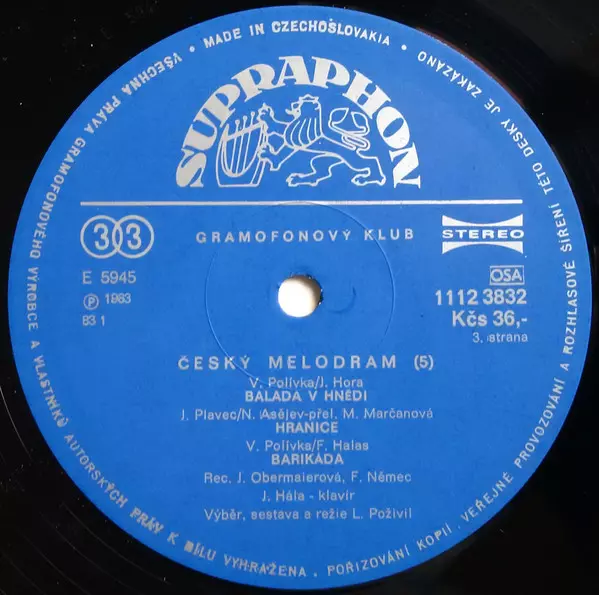 VŠECHNA PRÁVA GRAMOFONOVÉHO VÝROBCE A VLASTNÍKŮ AUTORSKÝCH PRÁV K DÍLU VYHRAŽENA. POŘIZOVÁNÍ KOPIÍ. VEŘEJNÉ PROVOZOVÁNÍ A ROZHLASOVÉ ŠÍŘENÍ TÉTO DESKY JE ZAKÁZÁNO
• MADE IN CZECHOSLOVAKIA •
SUPRAPHON
33
GRAMOFONOVÝ KLUB
STEREO
E 5945
Ⓟ 1983
83 1
OSA
1112 3832
Kčs 36,-
3. strana
ČESKÝ MELODRAM (5)
V. Polívka/J. Hora
BALADA V HNĚDI
J. Plavec/N. Asějev-přel. M. Marčanová
HRANICE
V. Polívka/F. Halas
BARIKÁDA
Rec. J. Obermaierová, F. Němec
J. Hála - klavír
Výběr, sestava a režie L. Poživil